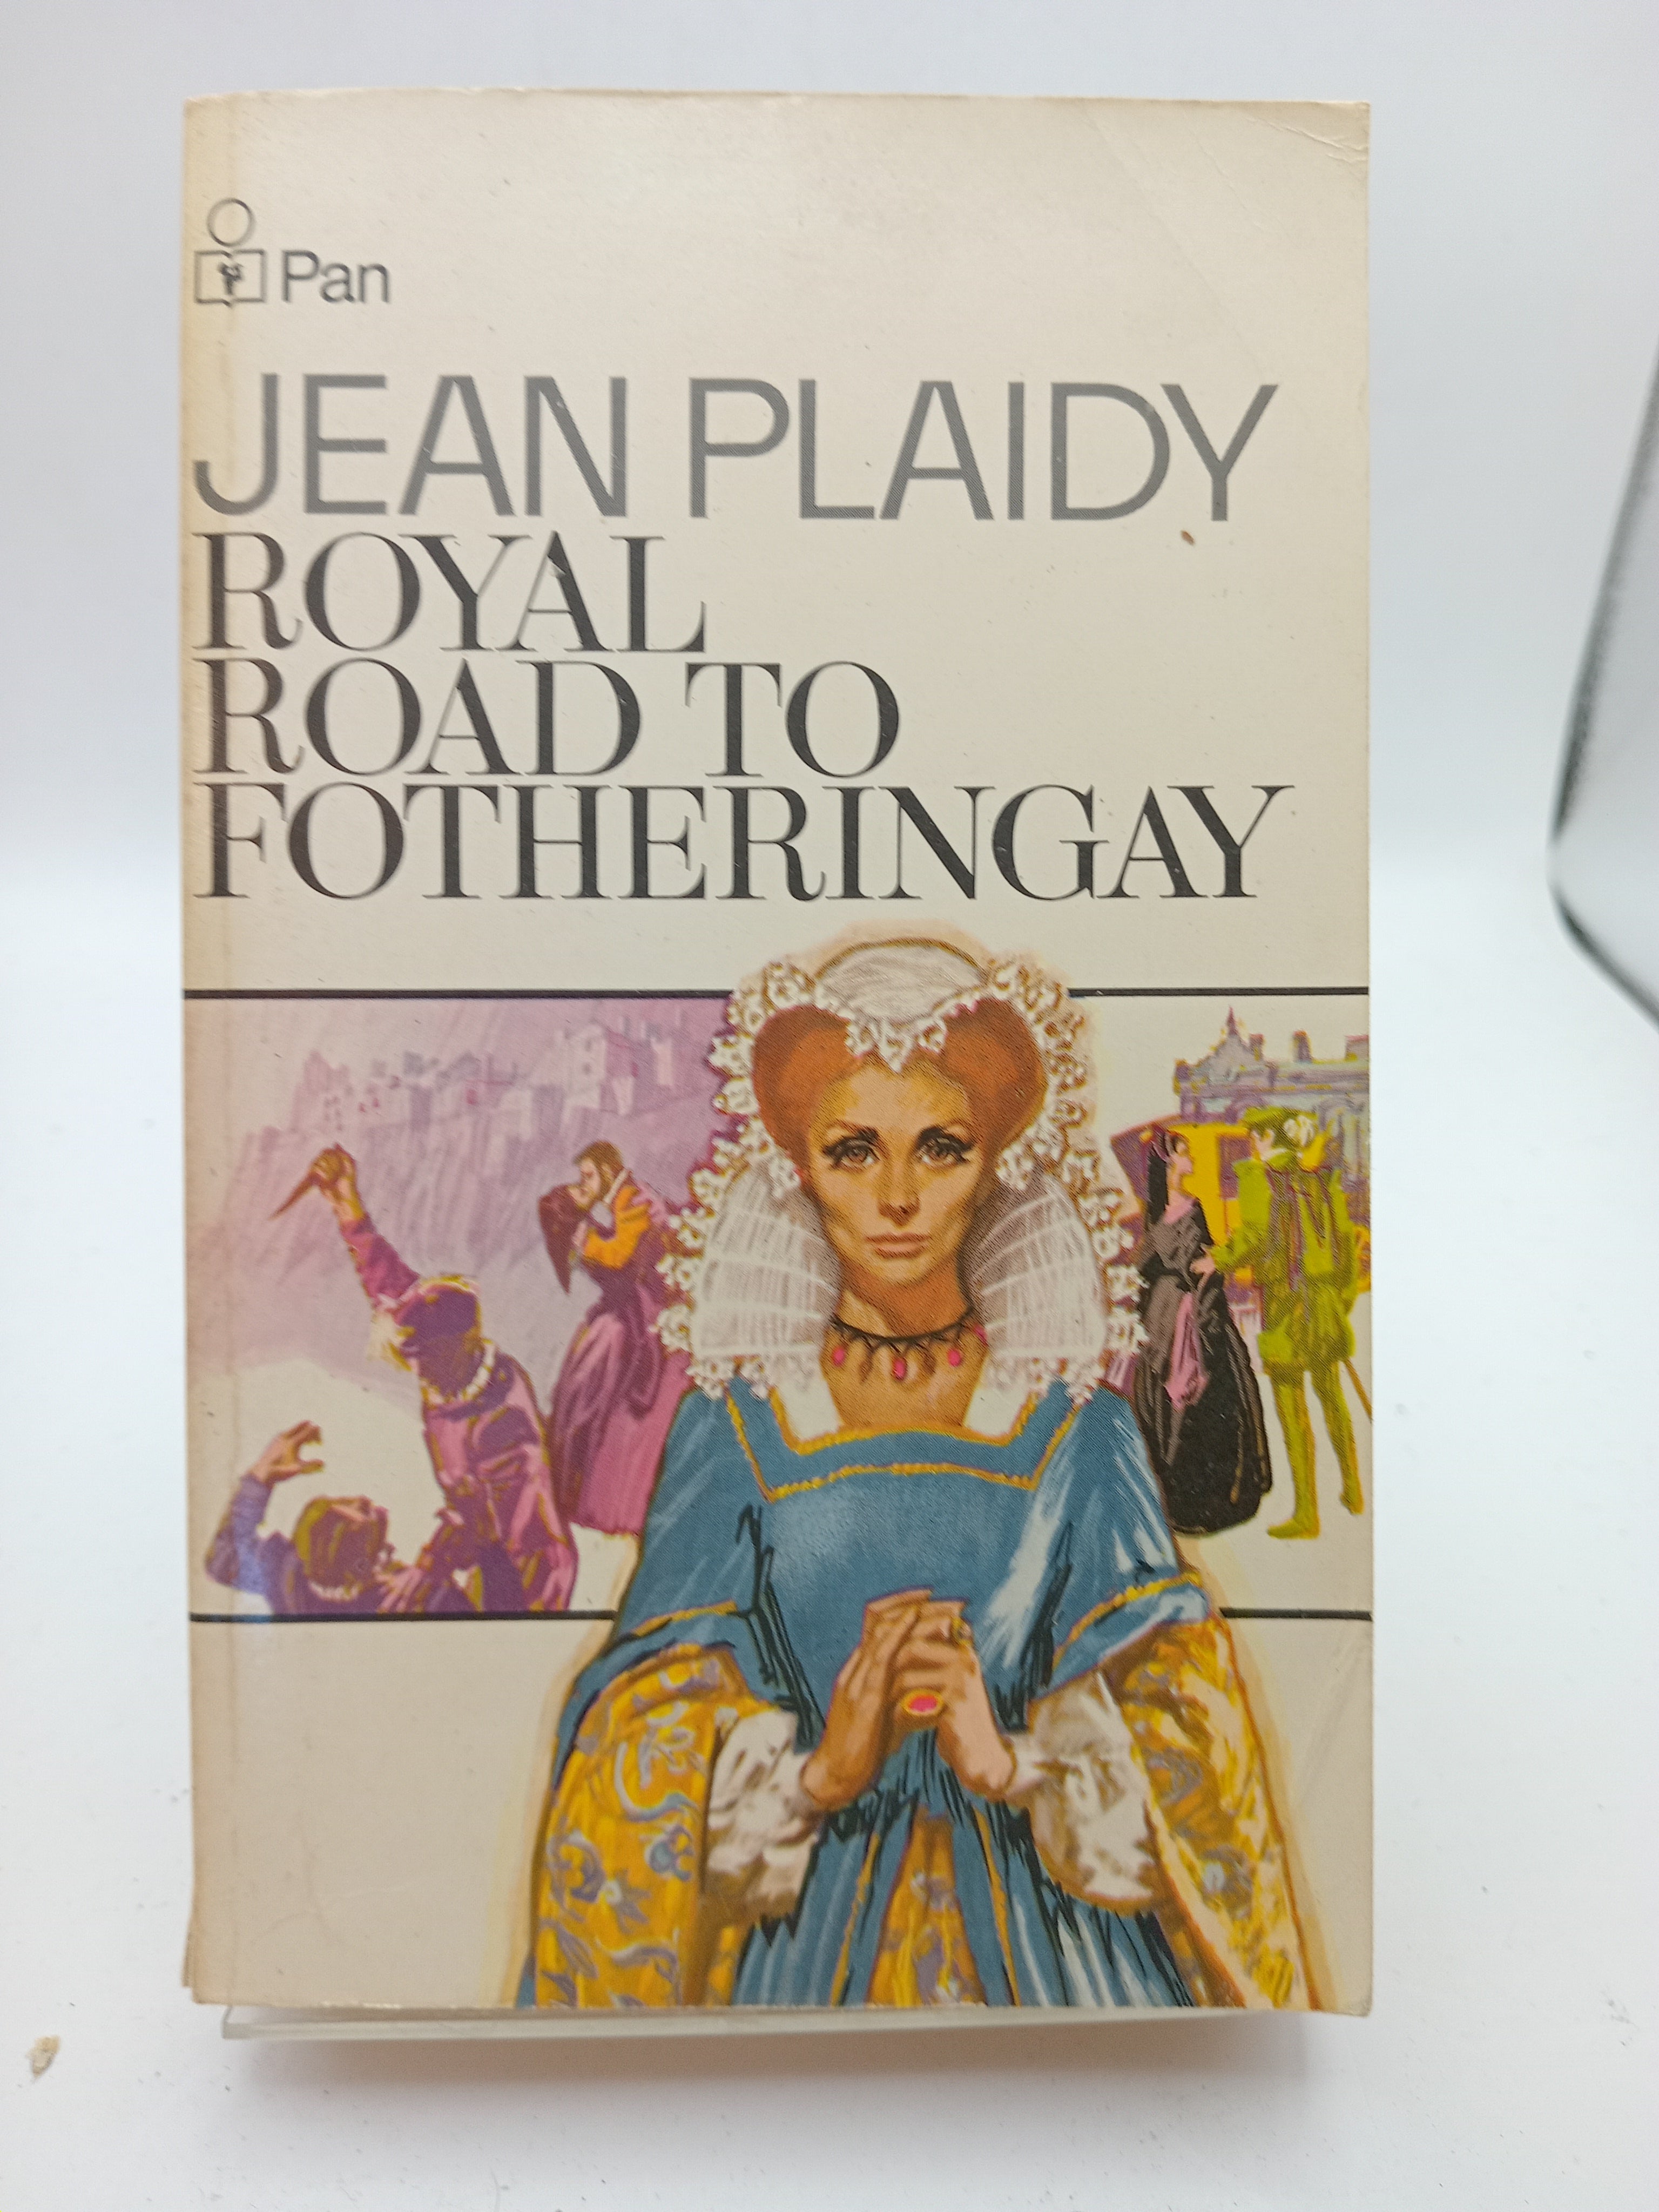 Pan
JEAN PLAIDY
ROYAL
ROAD TO
FOTHERINGAY